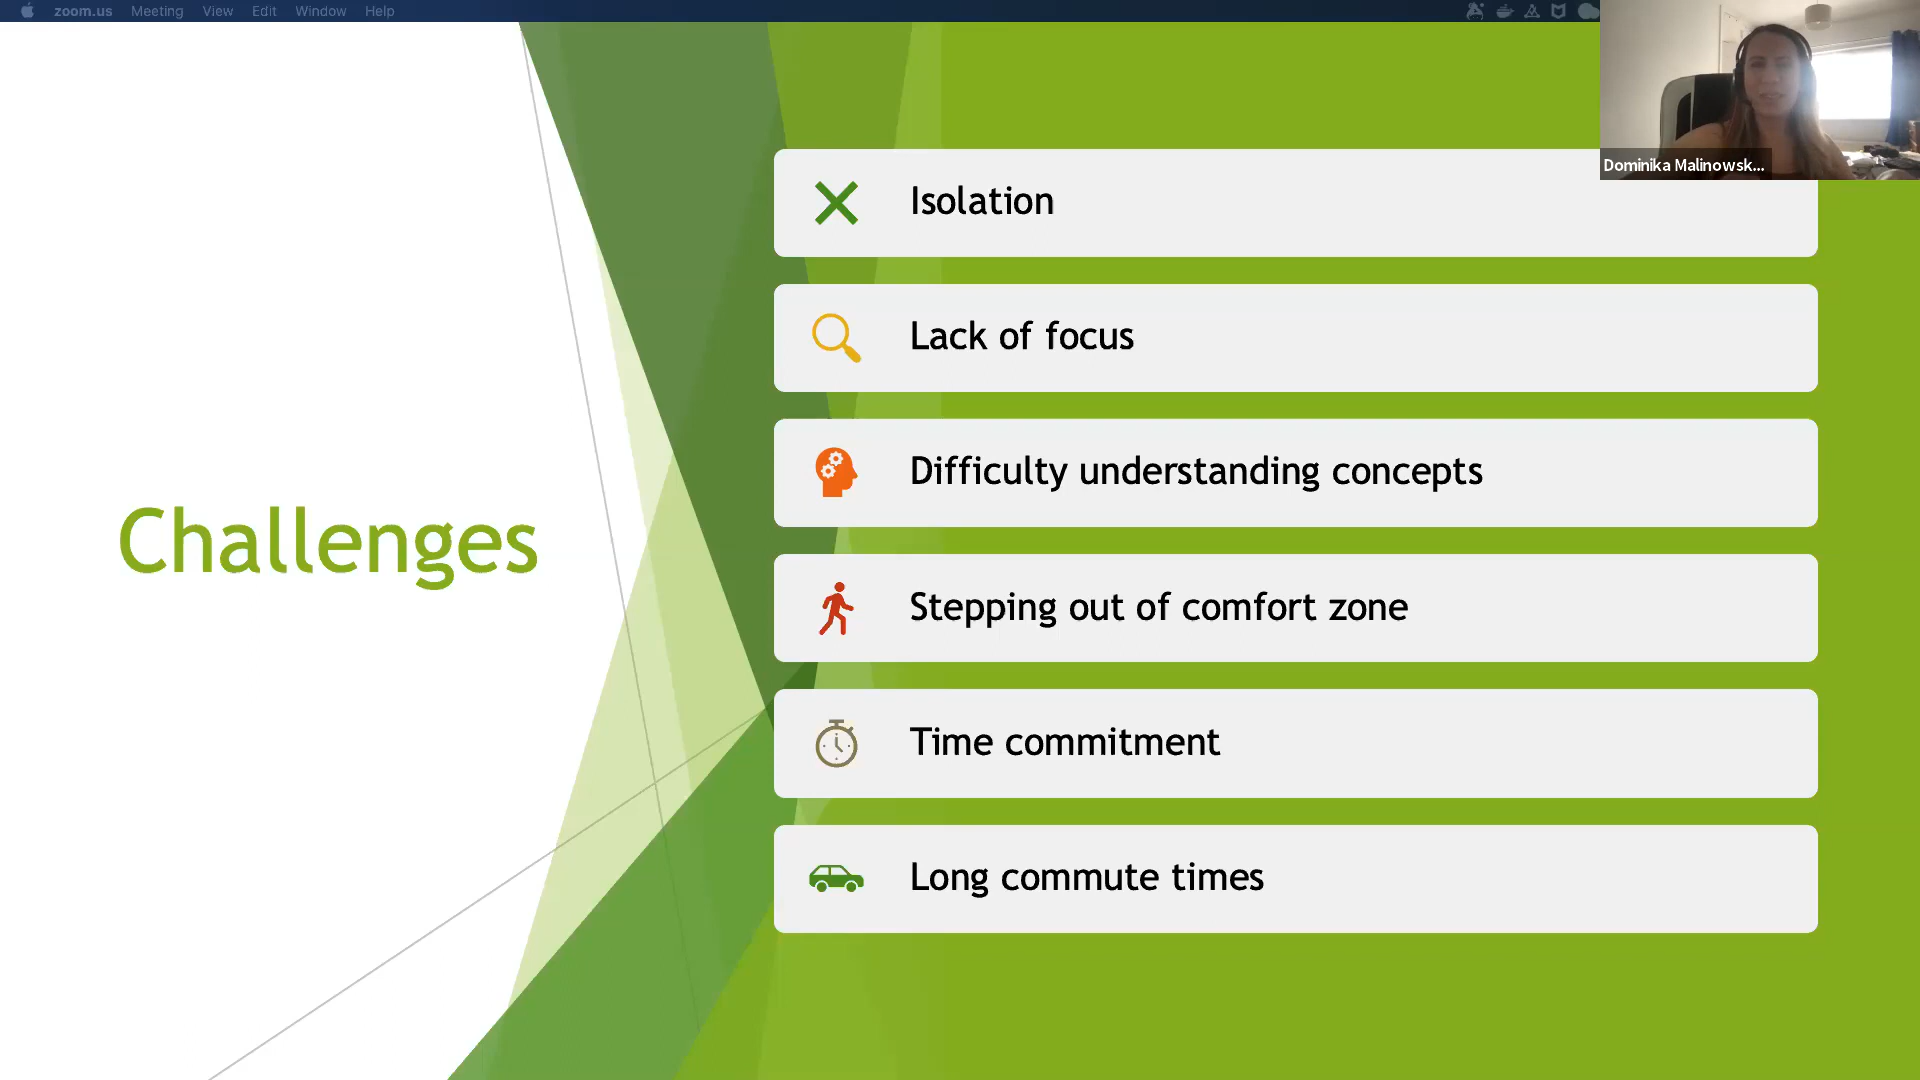 zoom.us Meeting View Edit Window Help
Dominika Malinowsk...
Challenges
Isolation
Lack of focus
Difficulty understanding concepts
Stepping out of comfort zone
Time commitment
Long commute times